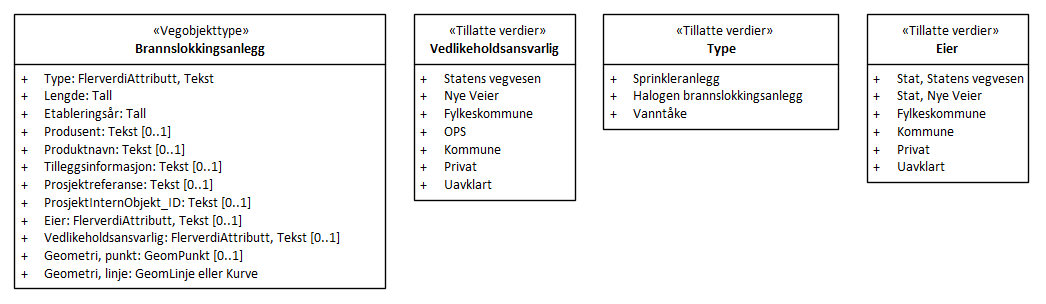 «Vegobjekttype»
Brannslokkingsanlegg
+ Type: FlerverdiAttributt, Tekst
+ Lengde: Tall
+ Etableringsår: Tall
+ Produsent: Tekst [0..1]
+ Produktnavn: Tekst [0..1]
+ Tilleggsinformasjon: Tekst [0..1]
+ Prosjektreferanse: Tekst [0..1]
+ ProsjektInternObjekt_ID: Tekst [0..1]
+ Eier: FlerverdiAttributt, Tekst [0..1]
+ Vedlikeholdsansvarlig: FlerverdiAttributt, Tekst [0..1]
+ Geometri, punkt: GeomPunkt [0..1]
+ Geometri, linje: GeomLinje eller Kurve
«Tillatte verdier»
Vedlikeholdsansvarlig
+ Statens vegvesen
+ Nye Veier
+ Fylkeskommune
+ OPS
+ Kommune
+ Privat
+ Uavklart
«Tillatte verdier»
Type
+ Sprinkleranlegg
+ Halogen brannslokkingsanlegg
+ Vanntåke
«Tillatte verdier»
Eier
+ Stat, Statens vegvesen
+ Stat, Nye Veier
+ Fylkeskommune
+ Kommune
+ Privat
+ Uavklart